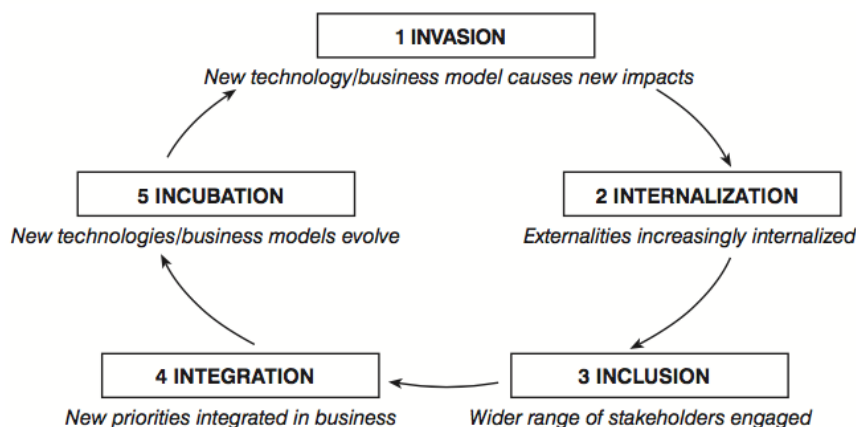 1 INVASION
New technology/business model causes new impacts
5 INCUBATION
2 INTERNALIZATION
New technologies/business models evolve
Externalities increasingly internalized
4 INTEGRATION
3 INCLUSION
New priorities integrated in business
Wider range of stakeholders engaged